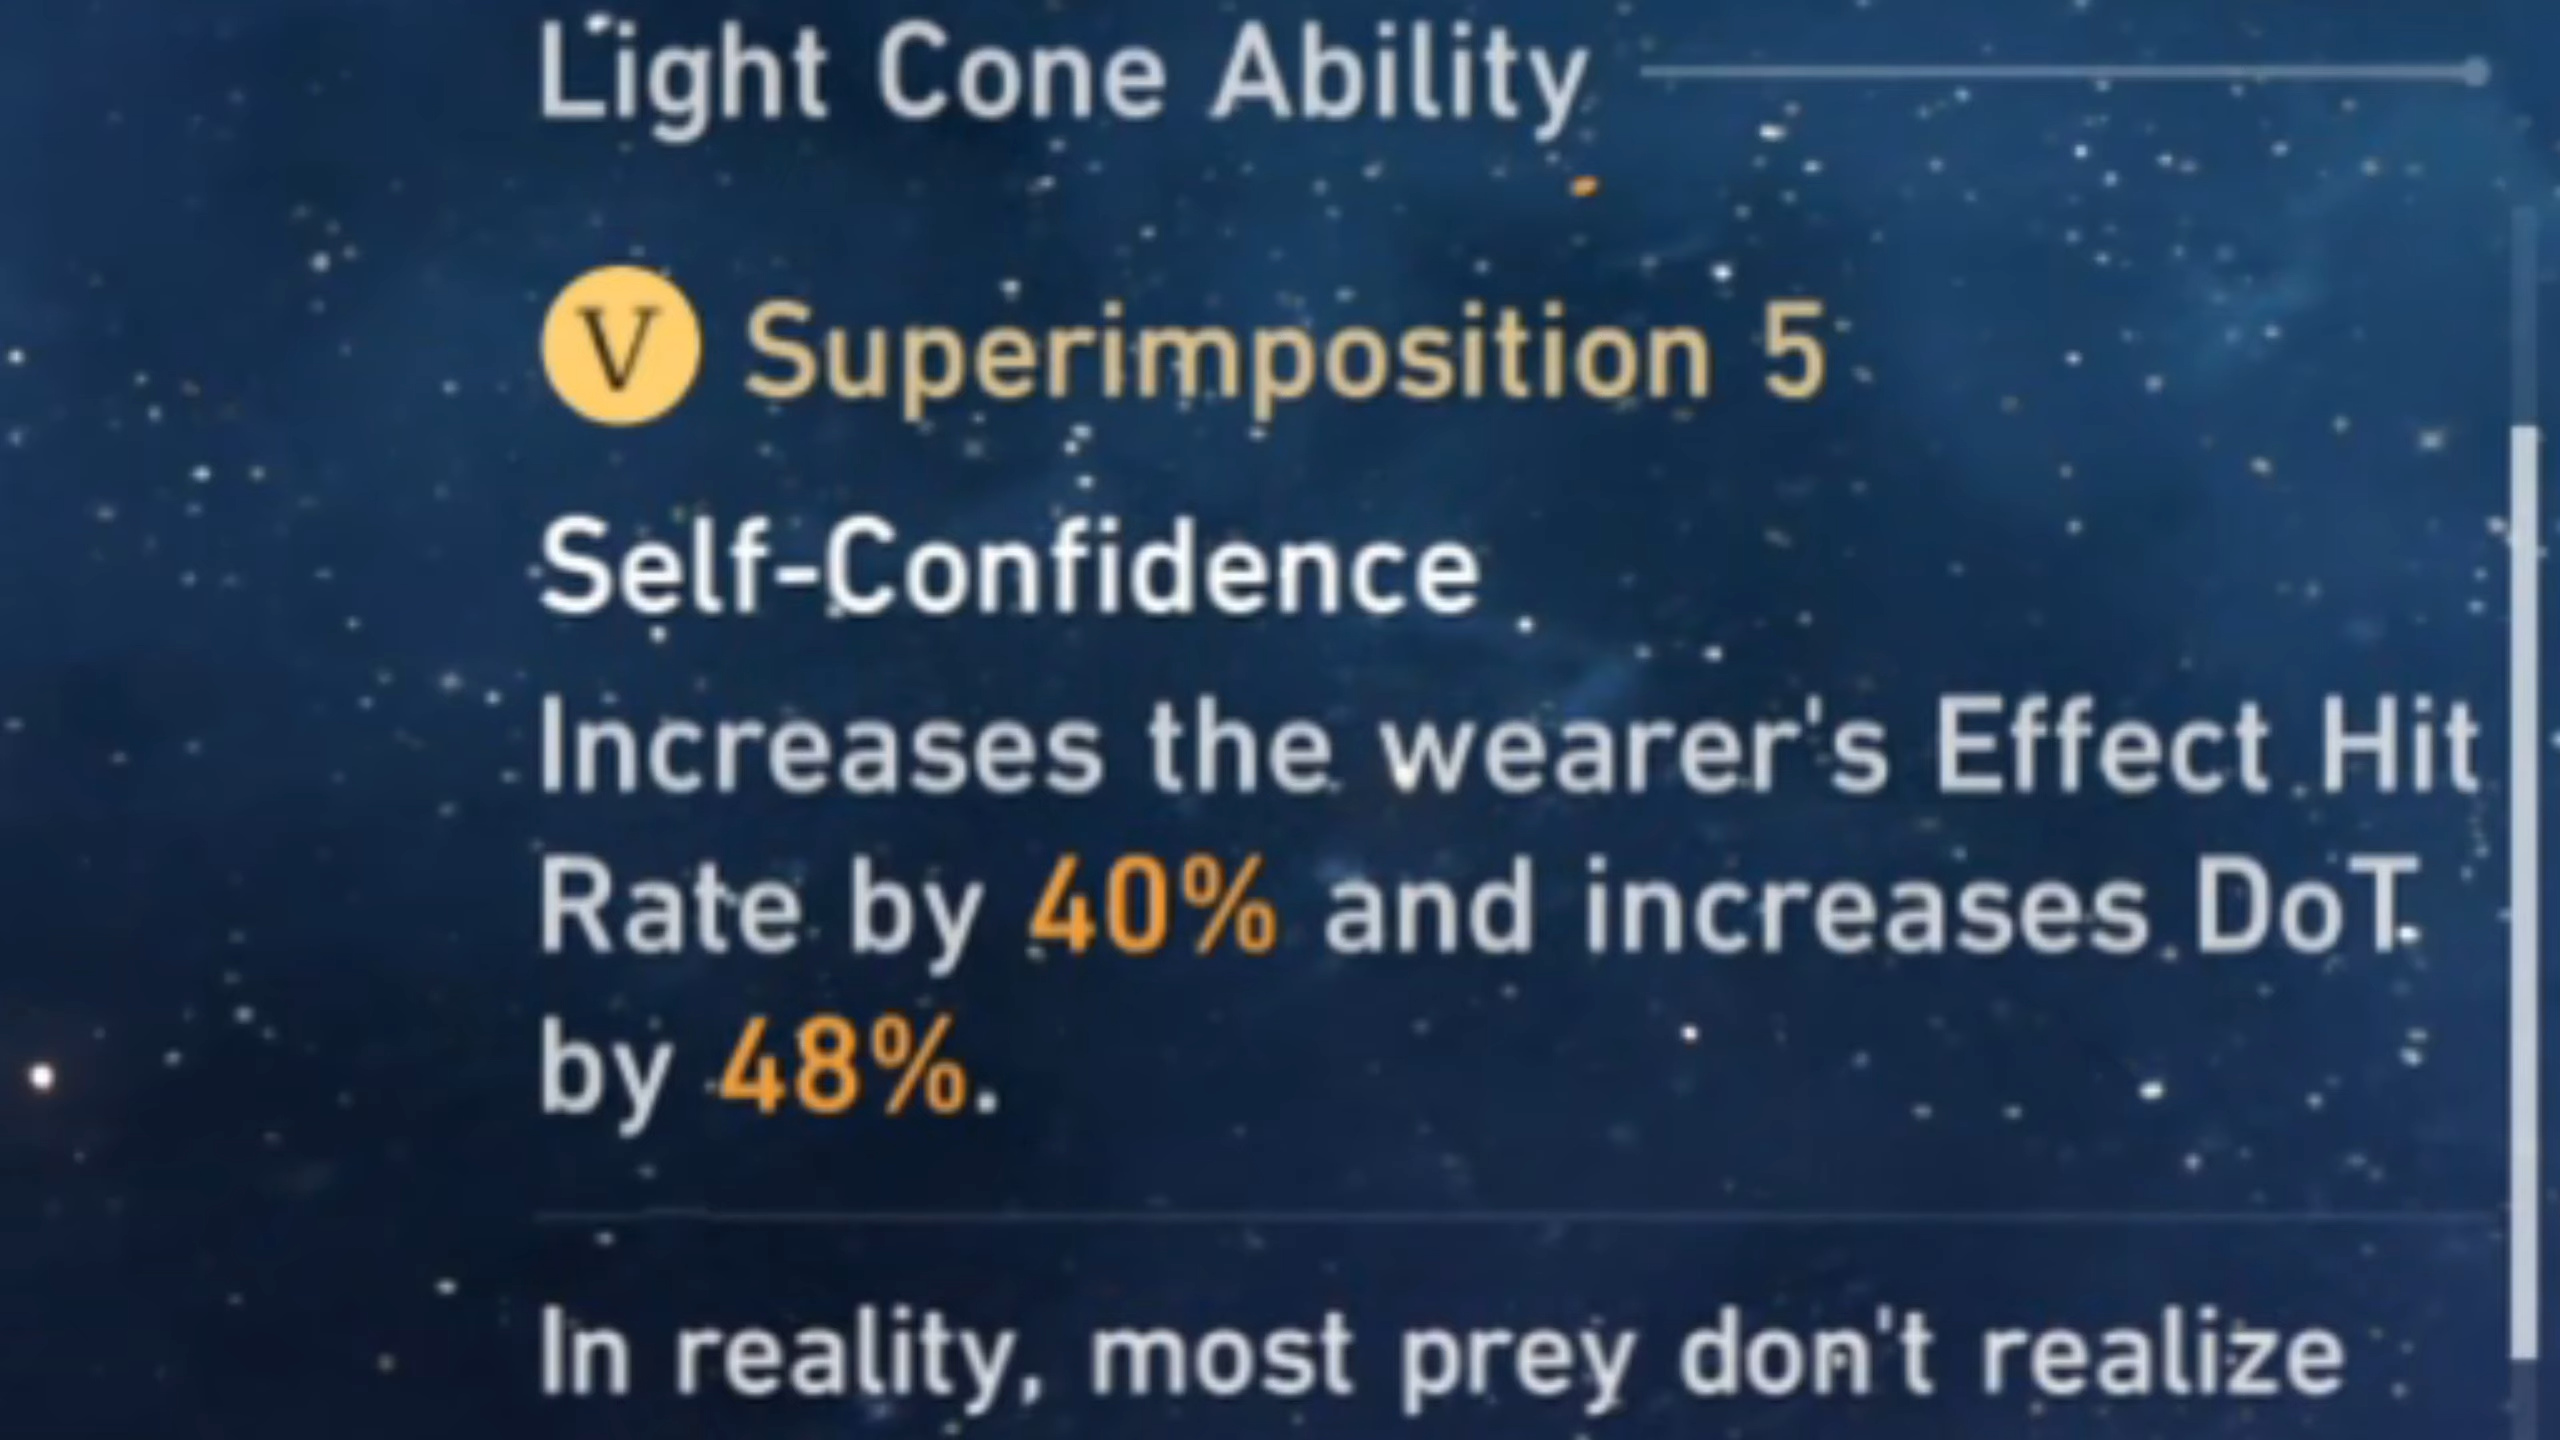 Light Cone Ability
V Superimposition 5
Self-Confidence
Increases the wearer's Effect Hit
Rate by 40% and increases DoT
by 48%.
In reality, most prey don't realize